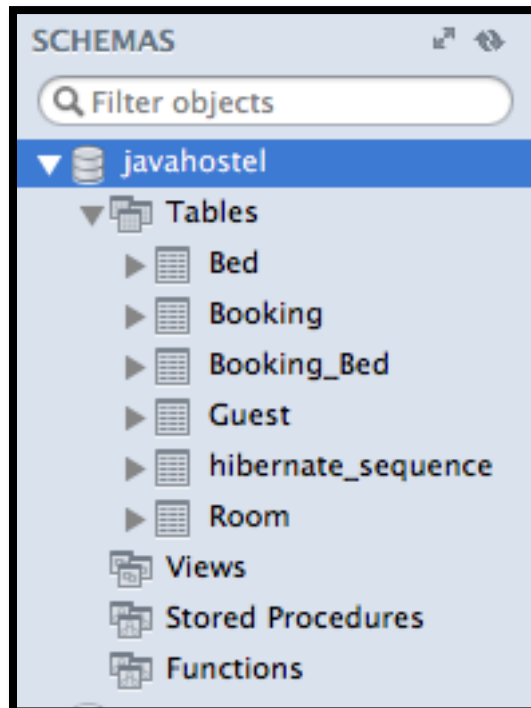 SCHEMAS
Filter objects
javahostel
Tables
Bed
Booking
Booking_Bed
Guest
hibernate_sequence
Room
Views
Stored Procedures
Functions